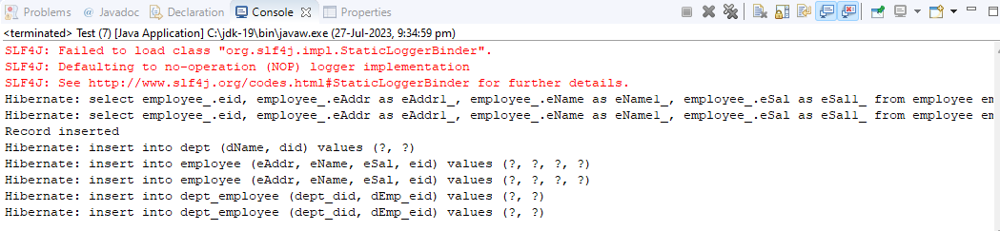 Problems @ Javadoc Declaration Console Properties
<terminated> Test (7) [Java Application] C:\jdk-19\bin\javaw.exe (27-Jul-2023, 9:34:59 pm)
SLF4J: Failed to load class "org.slf4j.impl.StaticLoggerBinder".
SLF4J: Defaulting to no-operation (NOP) logger implementation
SLF4J: See http://www.slf4j.org/codes.html#StaticLoggerBinder for further details.
Hibernate: select employee_.eid, employee_.eAddr as eAddr1_, employee_.eName as eName1_, employee_.eSal as eSal1_ from employee em
Hibernate: select employee_.eid, employee_.eAddr as eAddr1_, employee_.eName as eName1_, employee_.eSal as eSal1_ from employee em
Record inserted
Hibernate: insert into dept (dName, did) values (?, ?)
Hibernate: insert into employee (eAddr, eName, eSal, eid) values (?, ?, ?, ?)
Hibernate: insert into employee (eAddr, eName, eSal, eid) values (?, ?, ?, ?)
Hibernate: insert into dept_employee (dept_did, dEmp_eid) values (?, ?)
Hibernate: insert into dept_employee (dept_did, dEmp_eid) values (?, ?)